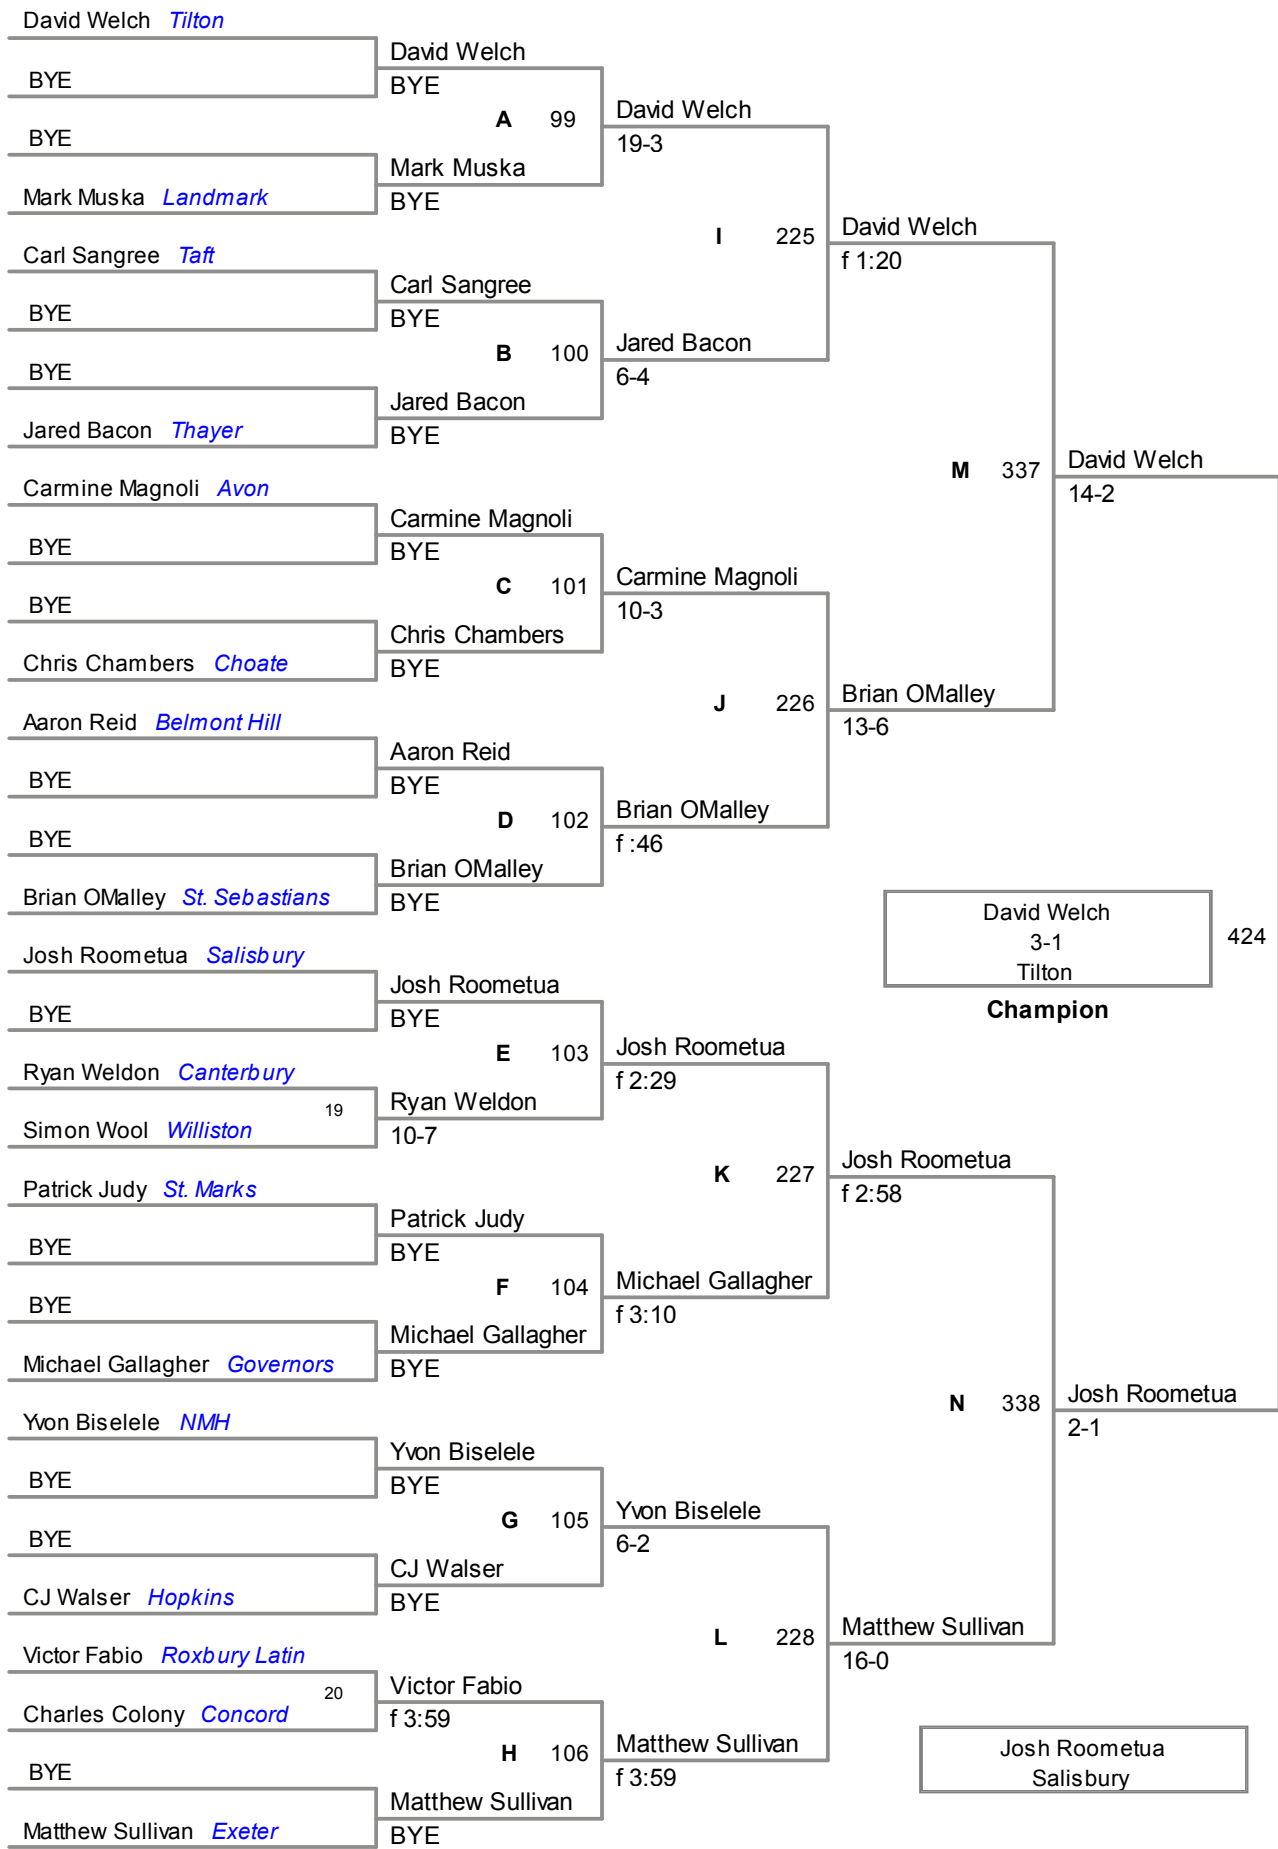 David Welch Tilton
BYE
BYE
Mark Muska Landmark
Carl Sangree Taft
BYE
BYE
Jared Bacon Thayer
Carmine Magnoli Avon
BYE
BYE
Chris Chambers Choate
Aaron Reid Belmont Hill
BYE
BYE
Brian OMalley St. Sebastians
Josh Roometua Salisbury
BYE
Ryan Weldon Canterbury
19
Simon Wool Williston
Patrick Judy St. Marks
BYE
BYE
Michael Gallagher Governors
Yvon Biselele NMH
BYE
BYE
CJ Walser Hopkins
Victor Fabio Roxbury Latin
20
Charles Colony Concord
BYE
Matthew Sullivan Exeter
David Welch
BYE
A 99
Mark Muska
BYE
Carl Sangree
BYE
B 100
Jared Bacon
BYE
Carmine Magnoli
BYE
C 101
Chris Chambers
BYE
Aaron Reid
BYE
D 102
Brian OMalley
BYE
Josh Roometua
BYE
E 103
Ryan Weldon
10-7
Patrick Judy
BYE
F 104
Michael Gallagher
BYE
Yvon Biselele
BYE
G 105
CJ Walser
BYE
Victor Fabio
f 3:59
H 106
Matthew Sullivan
BYE
David Welch
19-3
I 225
Jared Bacon
6-4
Carmine Magnoli
10-3
J 226
Brian OMalley
f :46
Josh Roometua
f 2:29
K 227
Michael Gallagher
f 3:10
Yvon Biselele
6-2
L 228
Matthew Sullivan
f 3:59
David Welch
f 1:20
M 337
Brian OMalley
13-6
Josh Roometua
f 2:58
N 338
Matthew Sullivan
16-0
David Welch
14-2
Josh Roometua
2-1
David Welch
3-1
Tilton
424
Champion
Josh Roometua
Salisbury